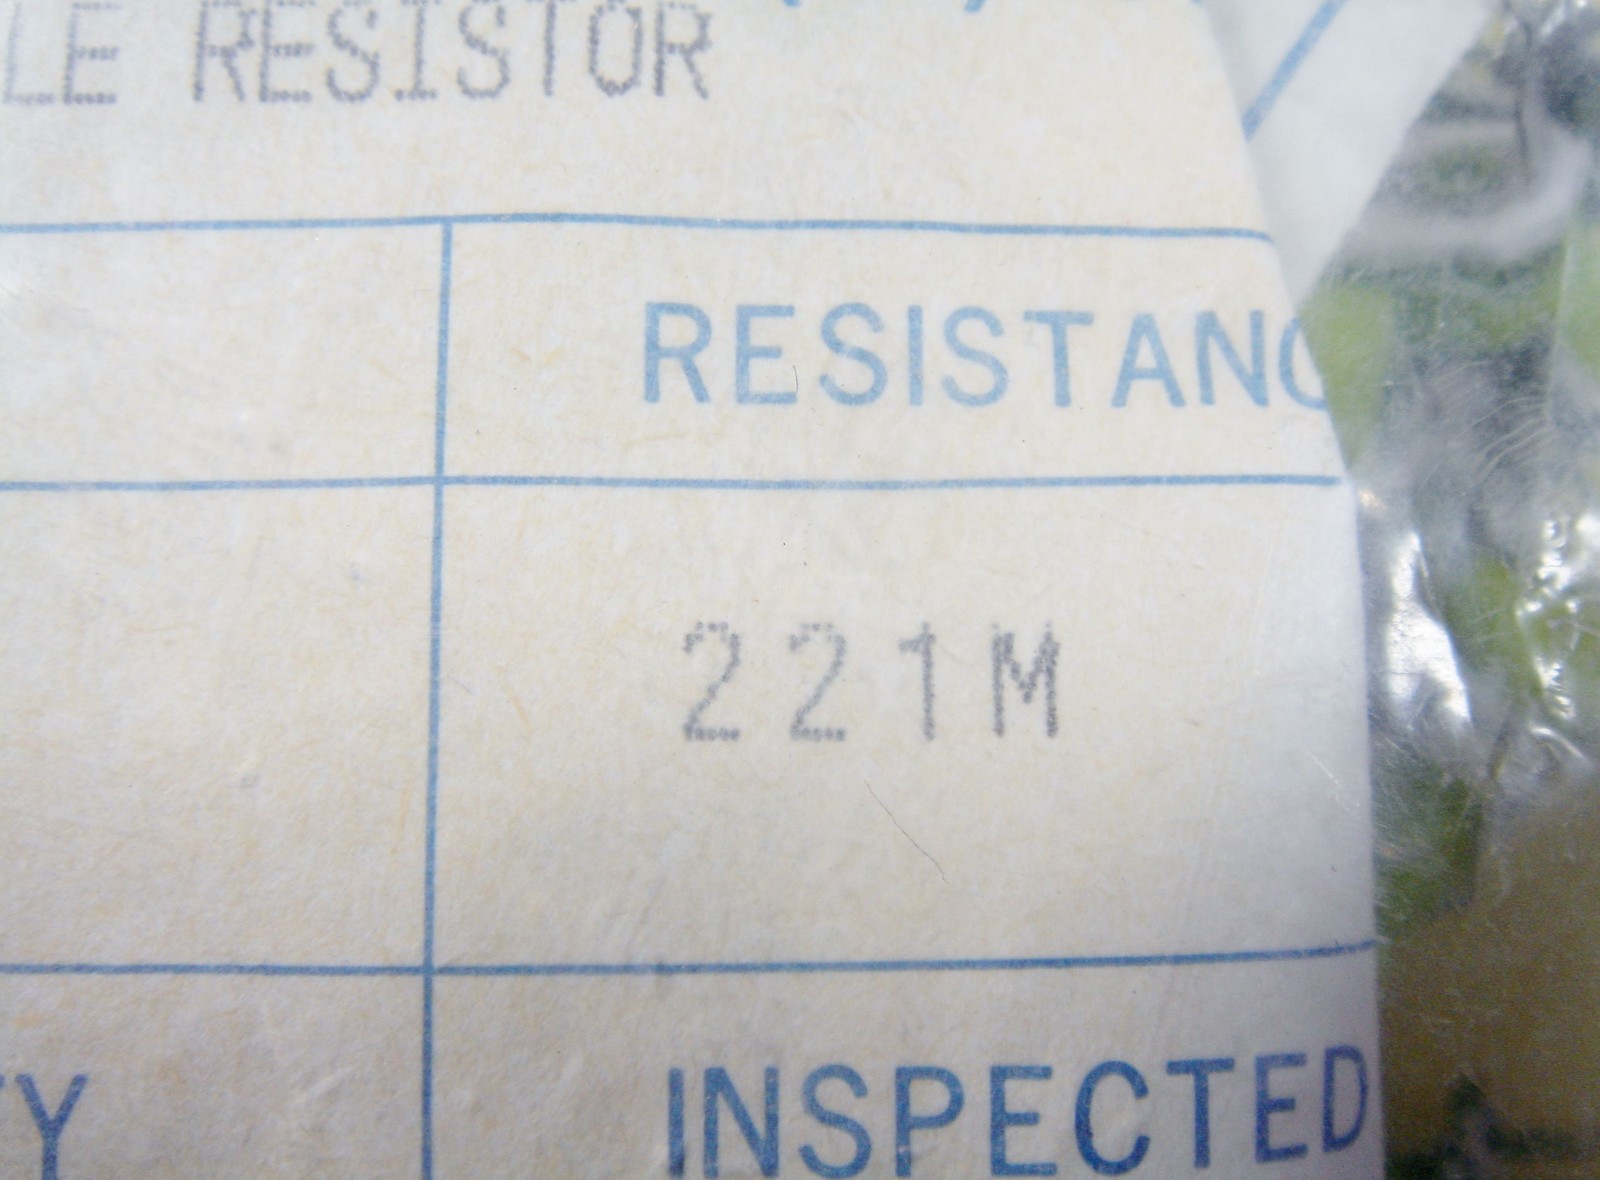 LE RESISTOR
RESISTANC
221M
Y
INSPECTED